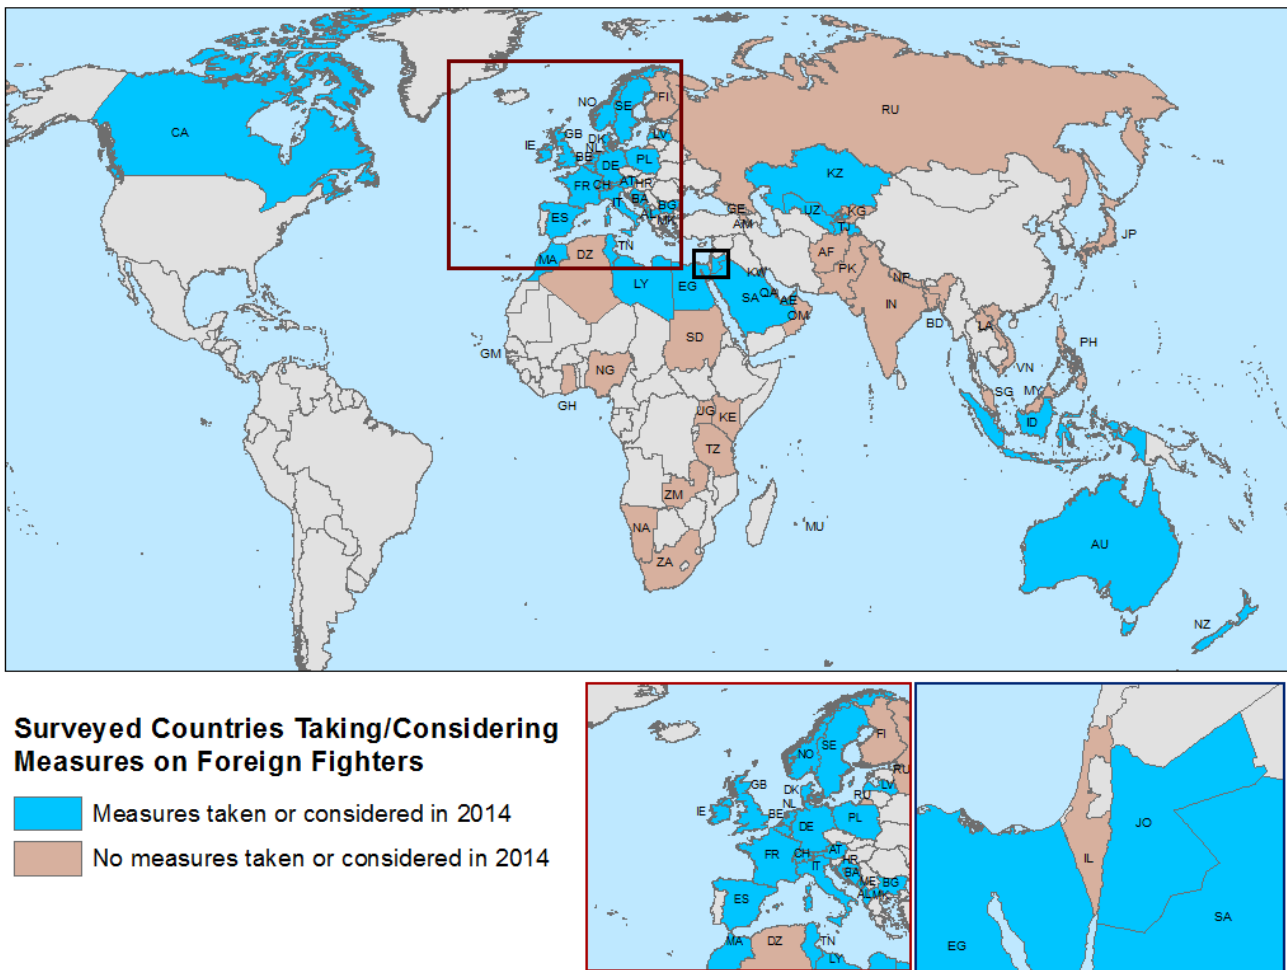 CA
RU
NO
SE
FI
IE
GB
DK
NL
LV
BE
DE
PL
KZ
FR
CH
AT
HR
UZ
KG
ES
IT
BA
BG
GE
TJ
AL
MK
AM
JP
TN
MA
DZ
AF
PK
NP
LY
EG
KW
QA
SA
AE
IN
OM
BD
LA
SD
GM
NG
GH
VN
PH
SG
MY
UG
KE
ID
TZ
ZM
NA
MU
ZA
AU
NZ
Surveyed Countries Taking/Considering
Measures on Foreign Fighters
Measures taken or considered in 2014
No measures taken or considered in 2014
NO
SE
FI
RU
GB
DK
LV
RU
IE
NL
BE
DE
PL
FR
CH
AT
IT
HR
BA
ME
BG
ES
AL
MK
MA
DZ
TN
LY
JO
IL
SA
EG